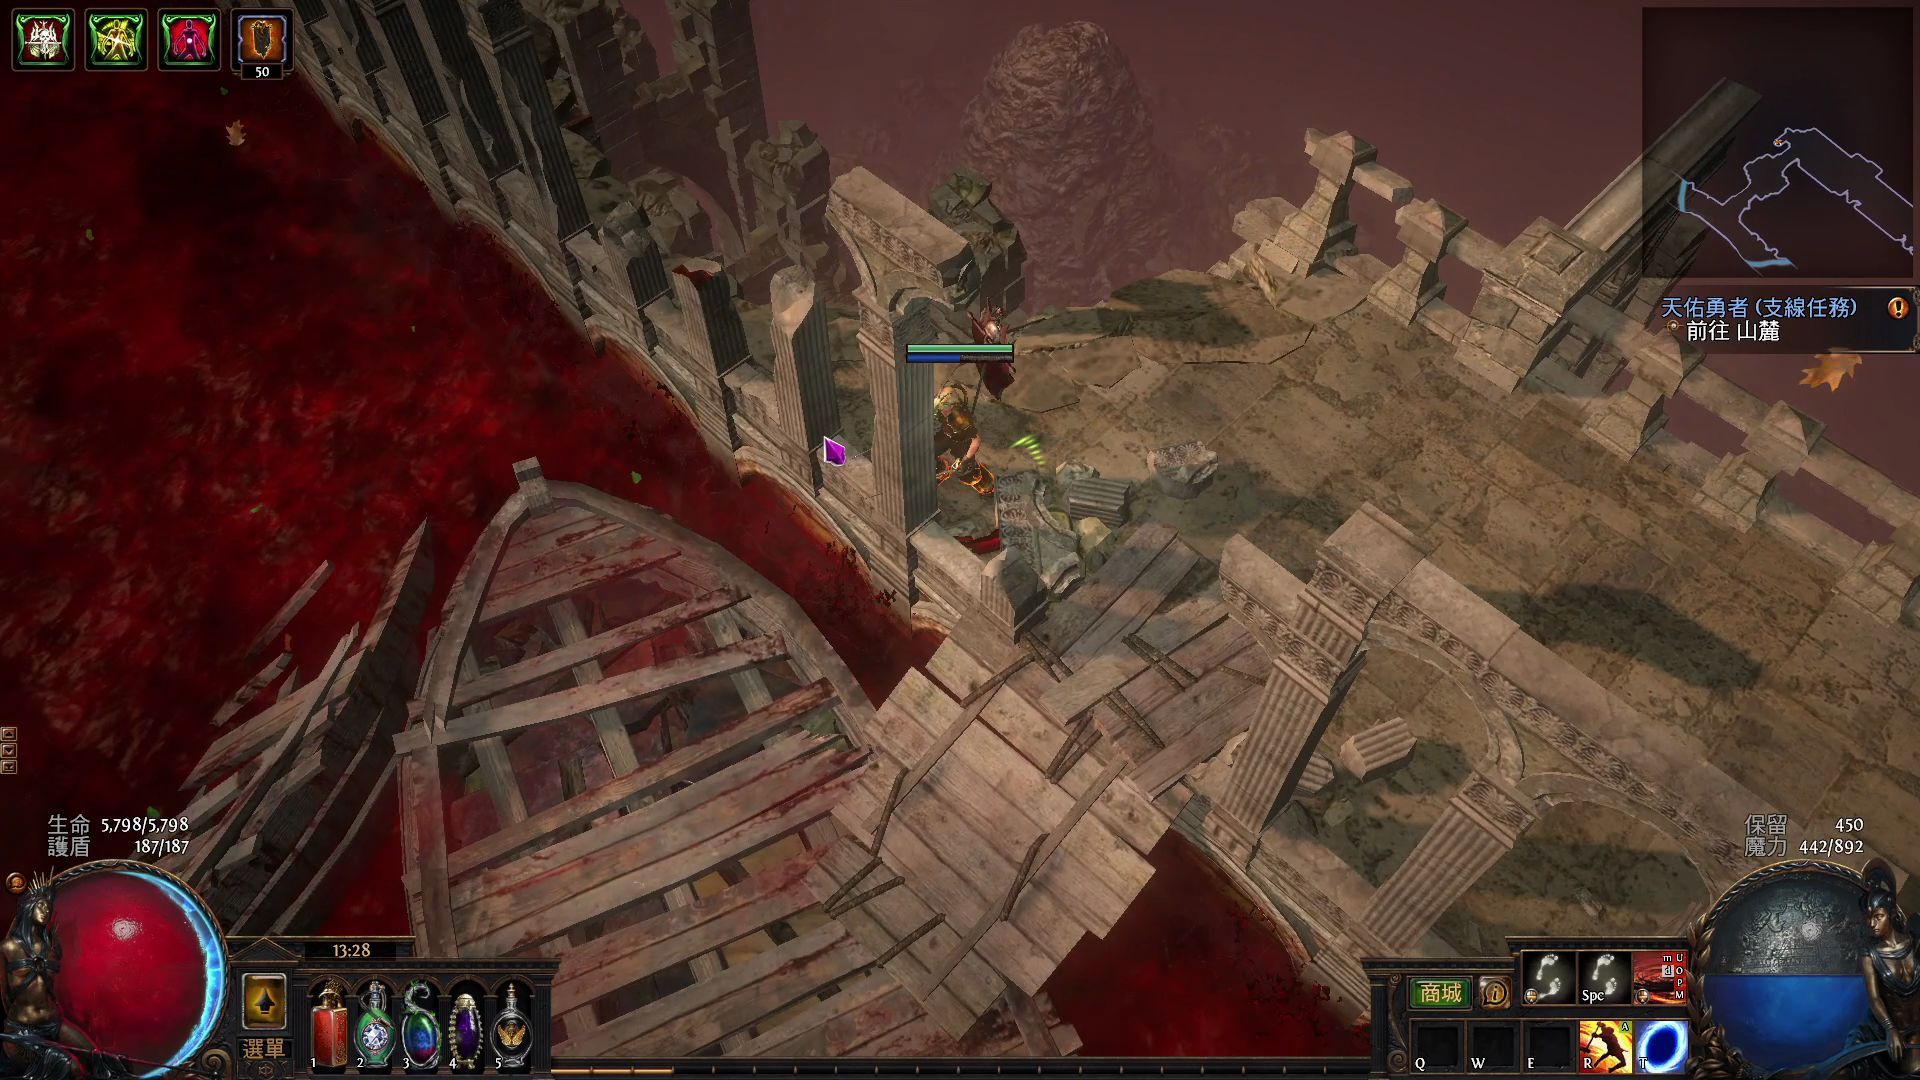 50
天佑勇者 (支線任務)
前往 山麓
生命 5,798/5,798
護盾 187/187
保留 450
魔力 442/892
13:28
選單
1 2 3 4 5
商城
Spc
m U
d O
P
M
Q W E R A T